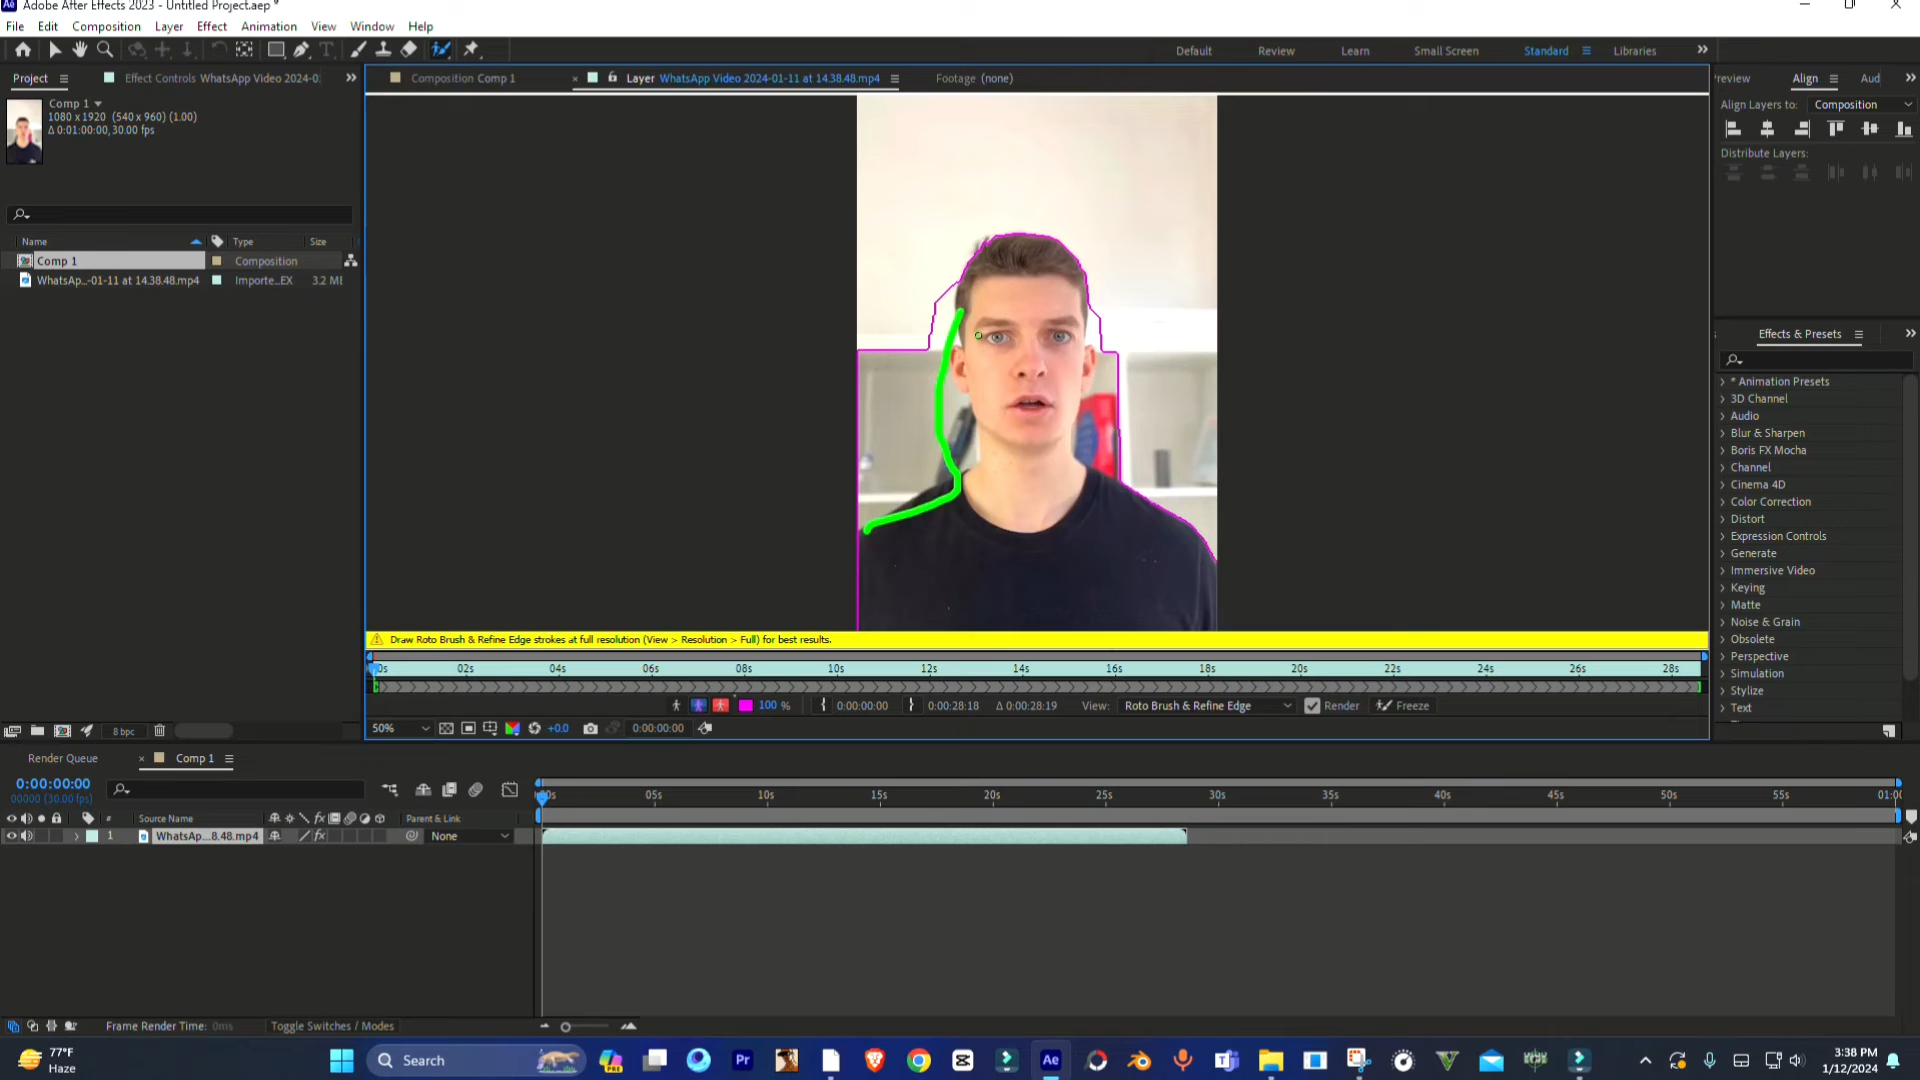 Adobe After Effects 2023 - Untitled Project.aep *
File Edit Composition Layer Effect Animation View Window Help
Default Review Learn Small Screen Standard Libraries
Project Effect Controls WhatsApp Video 2024-0:
Composition Comp 1
Layer WhatsApp Video 2024-01-11 at 14.38.48.mp4
Footage (none)
review Align Aud
Comp 1
1080 x 1920 (540 x 960) (1.00)
Δ 0:01:00:00, 30.00 fps
Align Layers to: Composition
Distribute Layers:
Name Type Size
Comp 1 Composition
WhatsAp...-01-11 at 14.38.48.mp4 Importe...EX 3.2 ME
Effects & Presets
* Animation Presets
3D Channel
Audio
Blur & Sharpen
Boris FX Mocha
Channel
Cinema 4D
Color Correction
Distort
Expression Controls
Generate
Immersive Video
Keying
Matte
Noise & Grain
Obsolete
Perspective
Simulation
Stylize
Text
Draw Roto Brush & Refine Edge strokes at full resolution (View > Resolution > Full) for best results.
0s 02s 04s 06s 08s 10s 12s 14s 16s 18s 20s 22s 24s 26s 28s
100 % 0:00:00:00 0:00:28:18 Δ 0:00:28:19 View: Roto Brush & Refine Edge Render Freeze
8 bpc
50% +0.0 0:00:00:00
Render Queue Comp 1
0:00:00:00
00000 (30.00 fps)
0s 05s 10s 15s 20s 25s 30s 35s 40s 45s 50s 55s 01:00
# Source Name fx Parent & Link
1 WhatsAp...8.48.mp4 fx None
Frame Render Time: 0ms Toggle Switches / Modes
77°F
Haze
Search
PRE
Pr
Ae
3:38 PM
1/12/2024